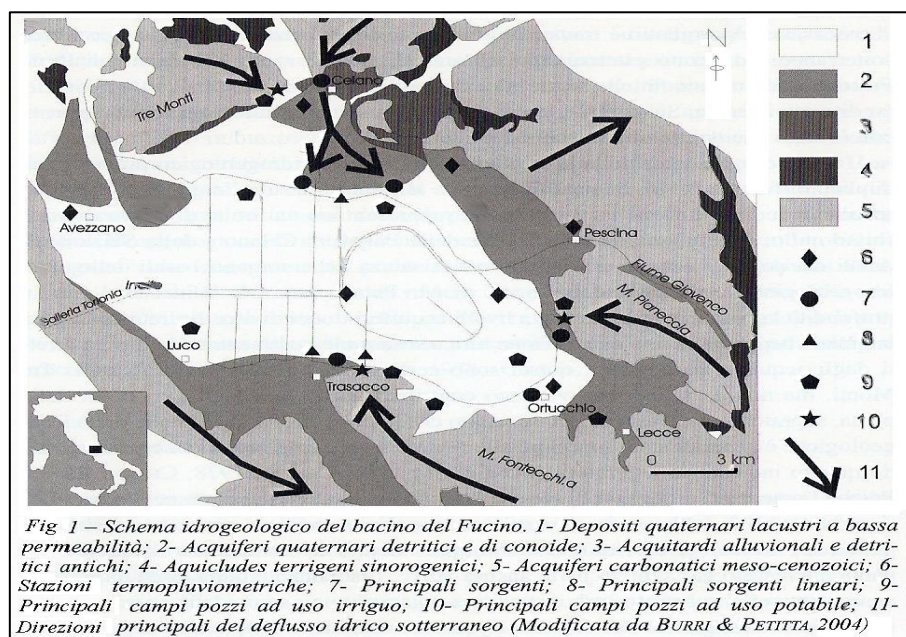 N
1
2
3
4
5
6
7
8
9
10
11
Celano
Tre Monti
Avezzano
Pescina
Fiume Giovenco
M. Pianecola
Galleria Torlonia Inc.
Luco
Trasacco
Ortucchio
Lecce
M. Fontecchia
0 3 km
Fig 1 – Schema idrogeologico del bacino del Fucino. 1- Depositi quaternari lacustri a bassa
permeabilità; 2- Acquiferi quaternari detritici e di conoide; 3- Acquitardi alluvionali e detri-
tici antichi; 4- Aquicludes terrigeni sinorogenici; 5- Acquiferi carbonatici meso-cenozoici; 6-
Stazioni termopluviometriche; 7- Principali sorgenti; 8- Principali sorgenti lineari; 9-
Principali campi pozzi ad uso irriguo; 10- Principali campi pozzi ad uso potabile; 11-
Direzioni principali del deflusso idrico sotterraneo (Modificata da BURRI & PETITTA, 2004)